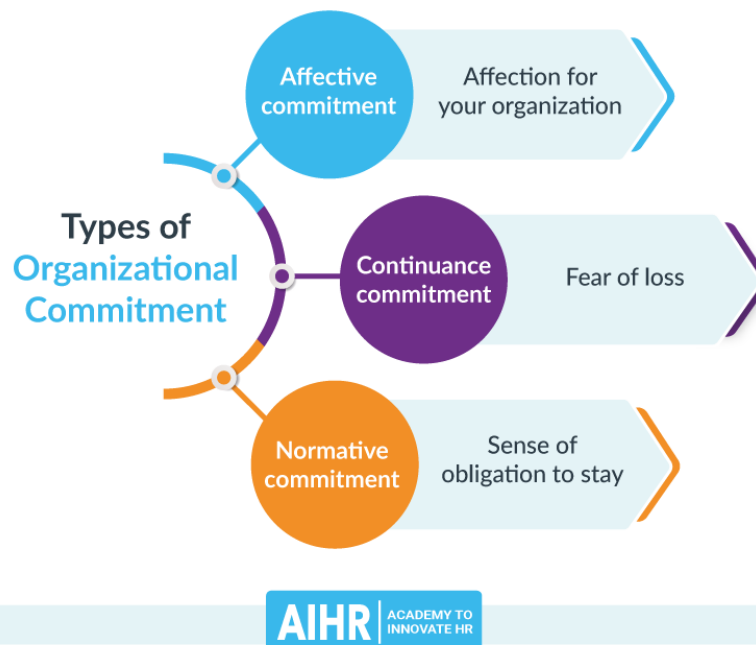 Types of
Organizational
Commitment
Affective
commitment
Affection for
your organization
Continuance
commitment
Fear of loss
Normative
commitment
Sense of
obligation to stay
AIHR
ACADEMY TO
INNOVATE HR